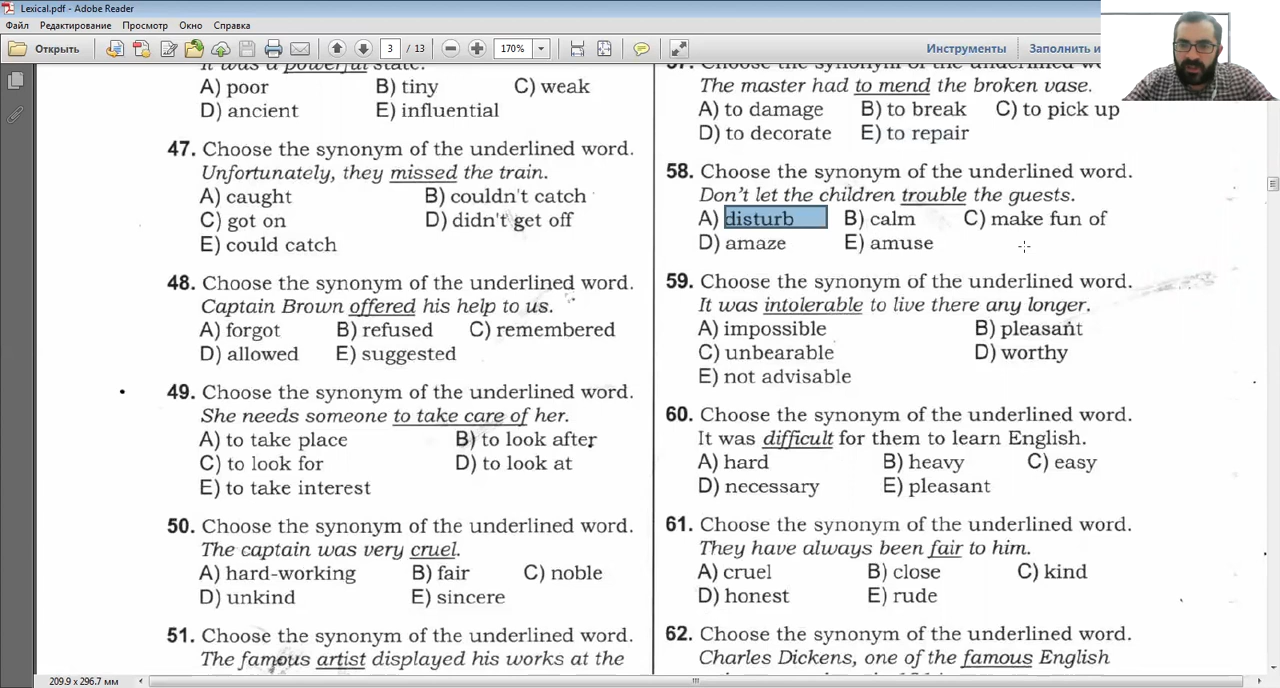 Lexical.pdf - Adobe Reader
Файл Редактирование Просмотр Окно Справка
Открыть 3 / 13 170% Инструменты Заполнить и
It was a powerful state.
A) poor B) tiny C) weak
D) ancient E) influential
47. Choose the synonym of the underlined word.
Unfortunately, they missed the train.
A) caught B) couldn't catch
C) got on D) didn't get off
E) could catch
48. Choose the synonym of the underlined word.
Captain Brown offered his help to us.
A) forgot B) refused C) remembered
D) allowed E) suggested
49. Choose the synonym of the underlined word.
She needs someone to take care of her.
A) to take place B) to look after
C) to look for D) to look at
E) to take interest
50. Choose the synonym of the underlined word.
The captain was very cruel.
A) hard-working B) fair C) noble
D) unkind E) sincere
51. Choose the synonym of the underlined word.
The famous artist displayed his works at the
57. Choose the synonym of the underlined
The master had to mend the broken vase.
A) to damage B) to break C) to pick up
D) to decorate E) to repair
58. Choose the synonym of the underlined word.
Don't let the children trouble the guests.
A) disturb B) calm C) make fun of
D) amaze E) amuse
59. Choose the synonym of the underlined word.
It was intolerable to live there any longer.
A) impossible B) pleasant
C) unbearable D) worthy
E) not advisable
60. Choose the synonym of the underlined word.
It was difficult for them to learn English.
A) hard B) heavy C) easy
D) necessary E) pleasant
61. Choose the synonym of the underlined word.
They have always been fair to him.
A) cruel B) close C) kind
D) honest E) rude
62. Choose the synonym of the underlined word.
Charles Dickens, one of the famous English
209.9 x 296.7 мм